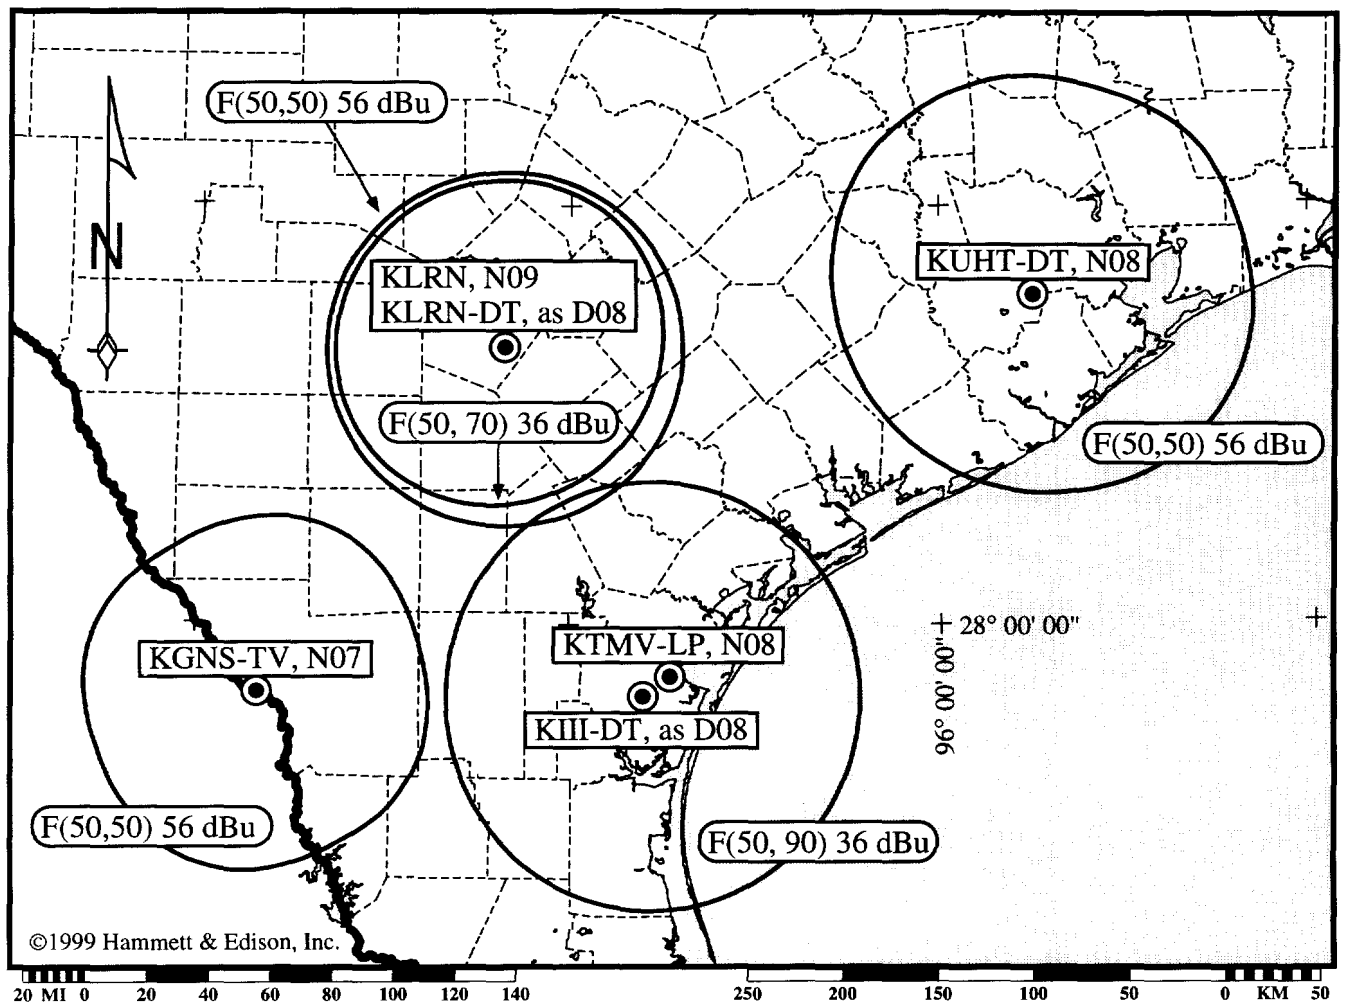 F(50,50) 56 dBu
N
KLRN, N09
KLRN-DT, as D08
KUHT-DT, N08
F(50, 70) 36 dBu
F(50,50) 56 dBu
28° 00' 00"
96° 00' 00"
KTMV-LP, N08
KGNS-TV, N07
KIII-DT, as D08
F(50,50) 56 dBu
F(50, 90) 36 dBu
©1999 Hammett & Edison, Inc.
20 MI 0 20 40 60 80 100 120 140 250 200 150 100 50 0 KM 50